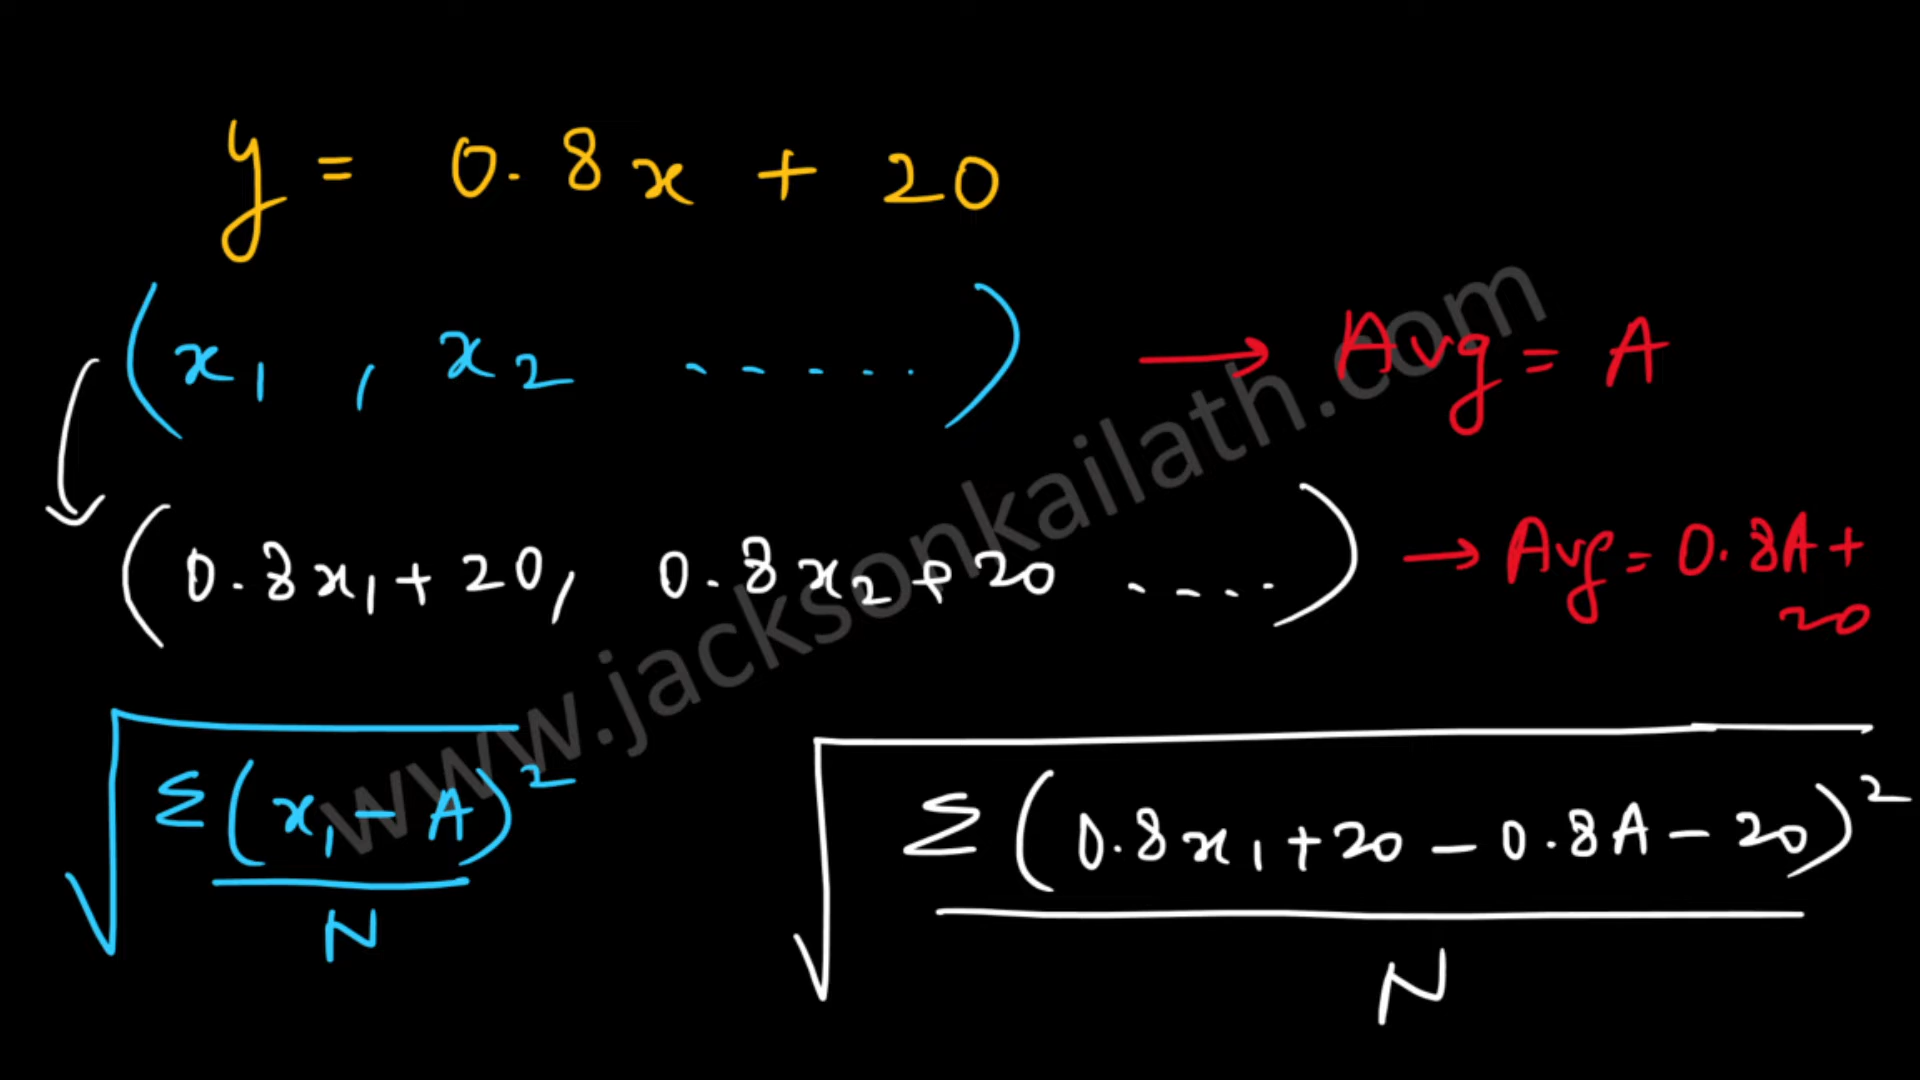 y = 0.8x + 20
(x₁ , x₂ ......) → Avg = A
(0.8x₁ + 20, 0.8x₂ + 20 ....) → Avg = 0.8A + 20
√(Σ(x₁ − A)² / N) √(Σ(0.8x₁ + 20 − 0.8A − 20)² / N)
www.jacksonkailath.com